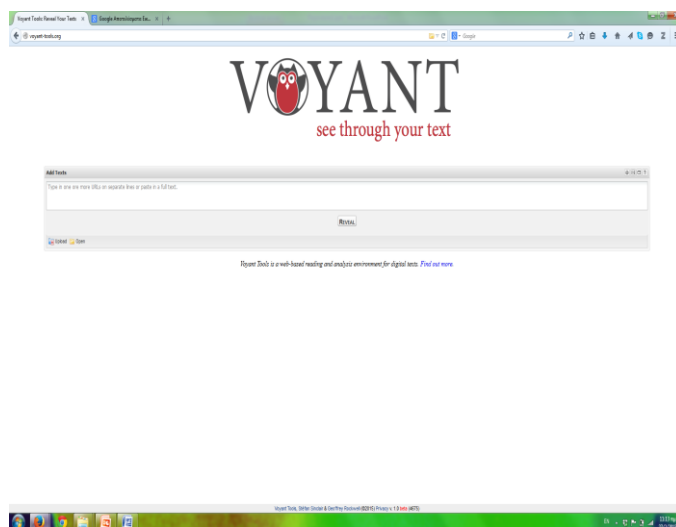 Voyant Tools: Reveal Your Texts
voyant-tools.org
Google
VOYANT
see through your text
Add Texts
Type in one ore more URLs on separate lines or paste in a full text.
REVEAL
Upload Open
Voyant Tools is a web-based reading and analysis environment for digital texts. Find out more.
Voyant Tools, Stéfan Sinclair & Geoffrey Rockwell (©2015) Privacy v. 1.0 beta
EN